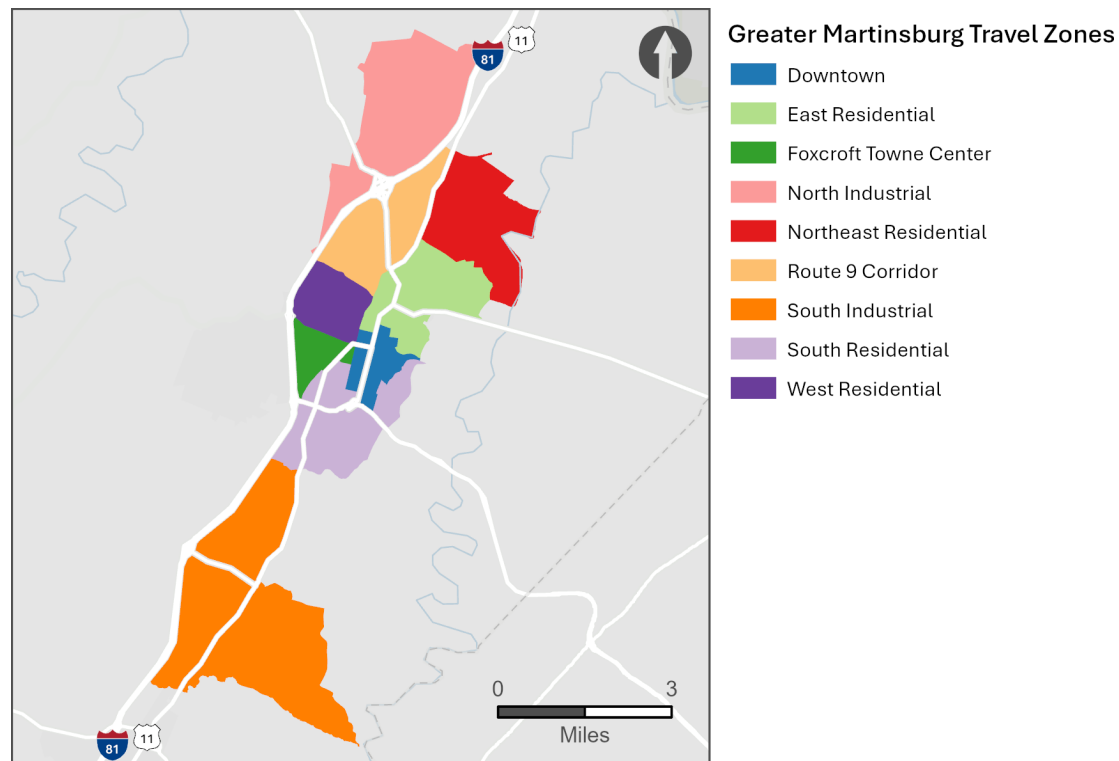 11
81
Greater Martinsburg Travel Zones
Downtown
East Residential
Foxcroft Towne Center
North Industrial
Northeast Residential
Route 9 Corridor
South Industrial
South Residential
West Residential
0 3
Miles
81 11